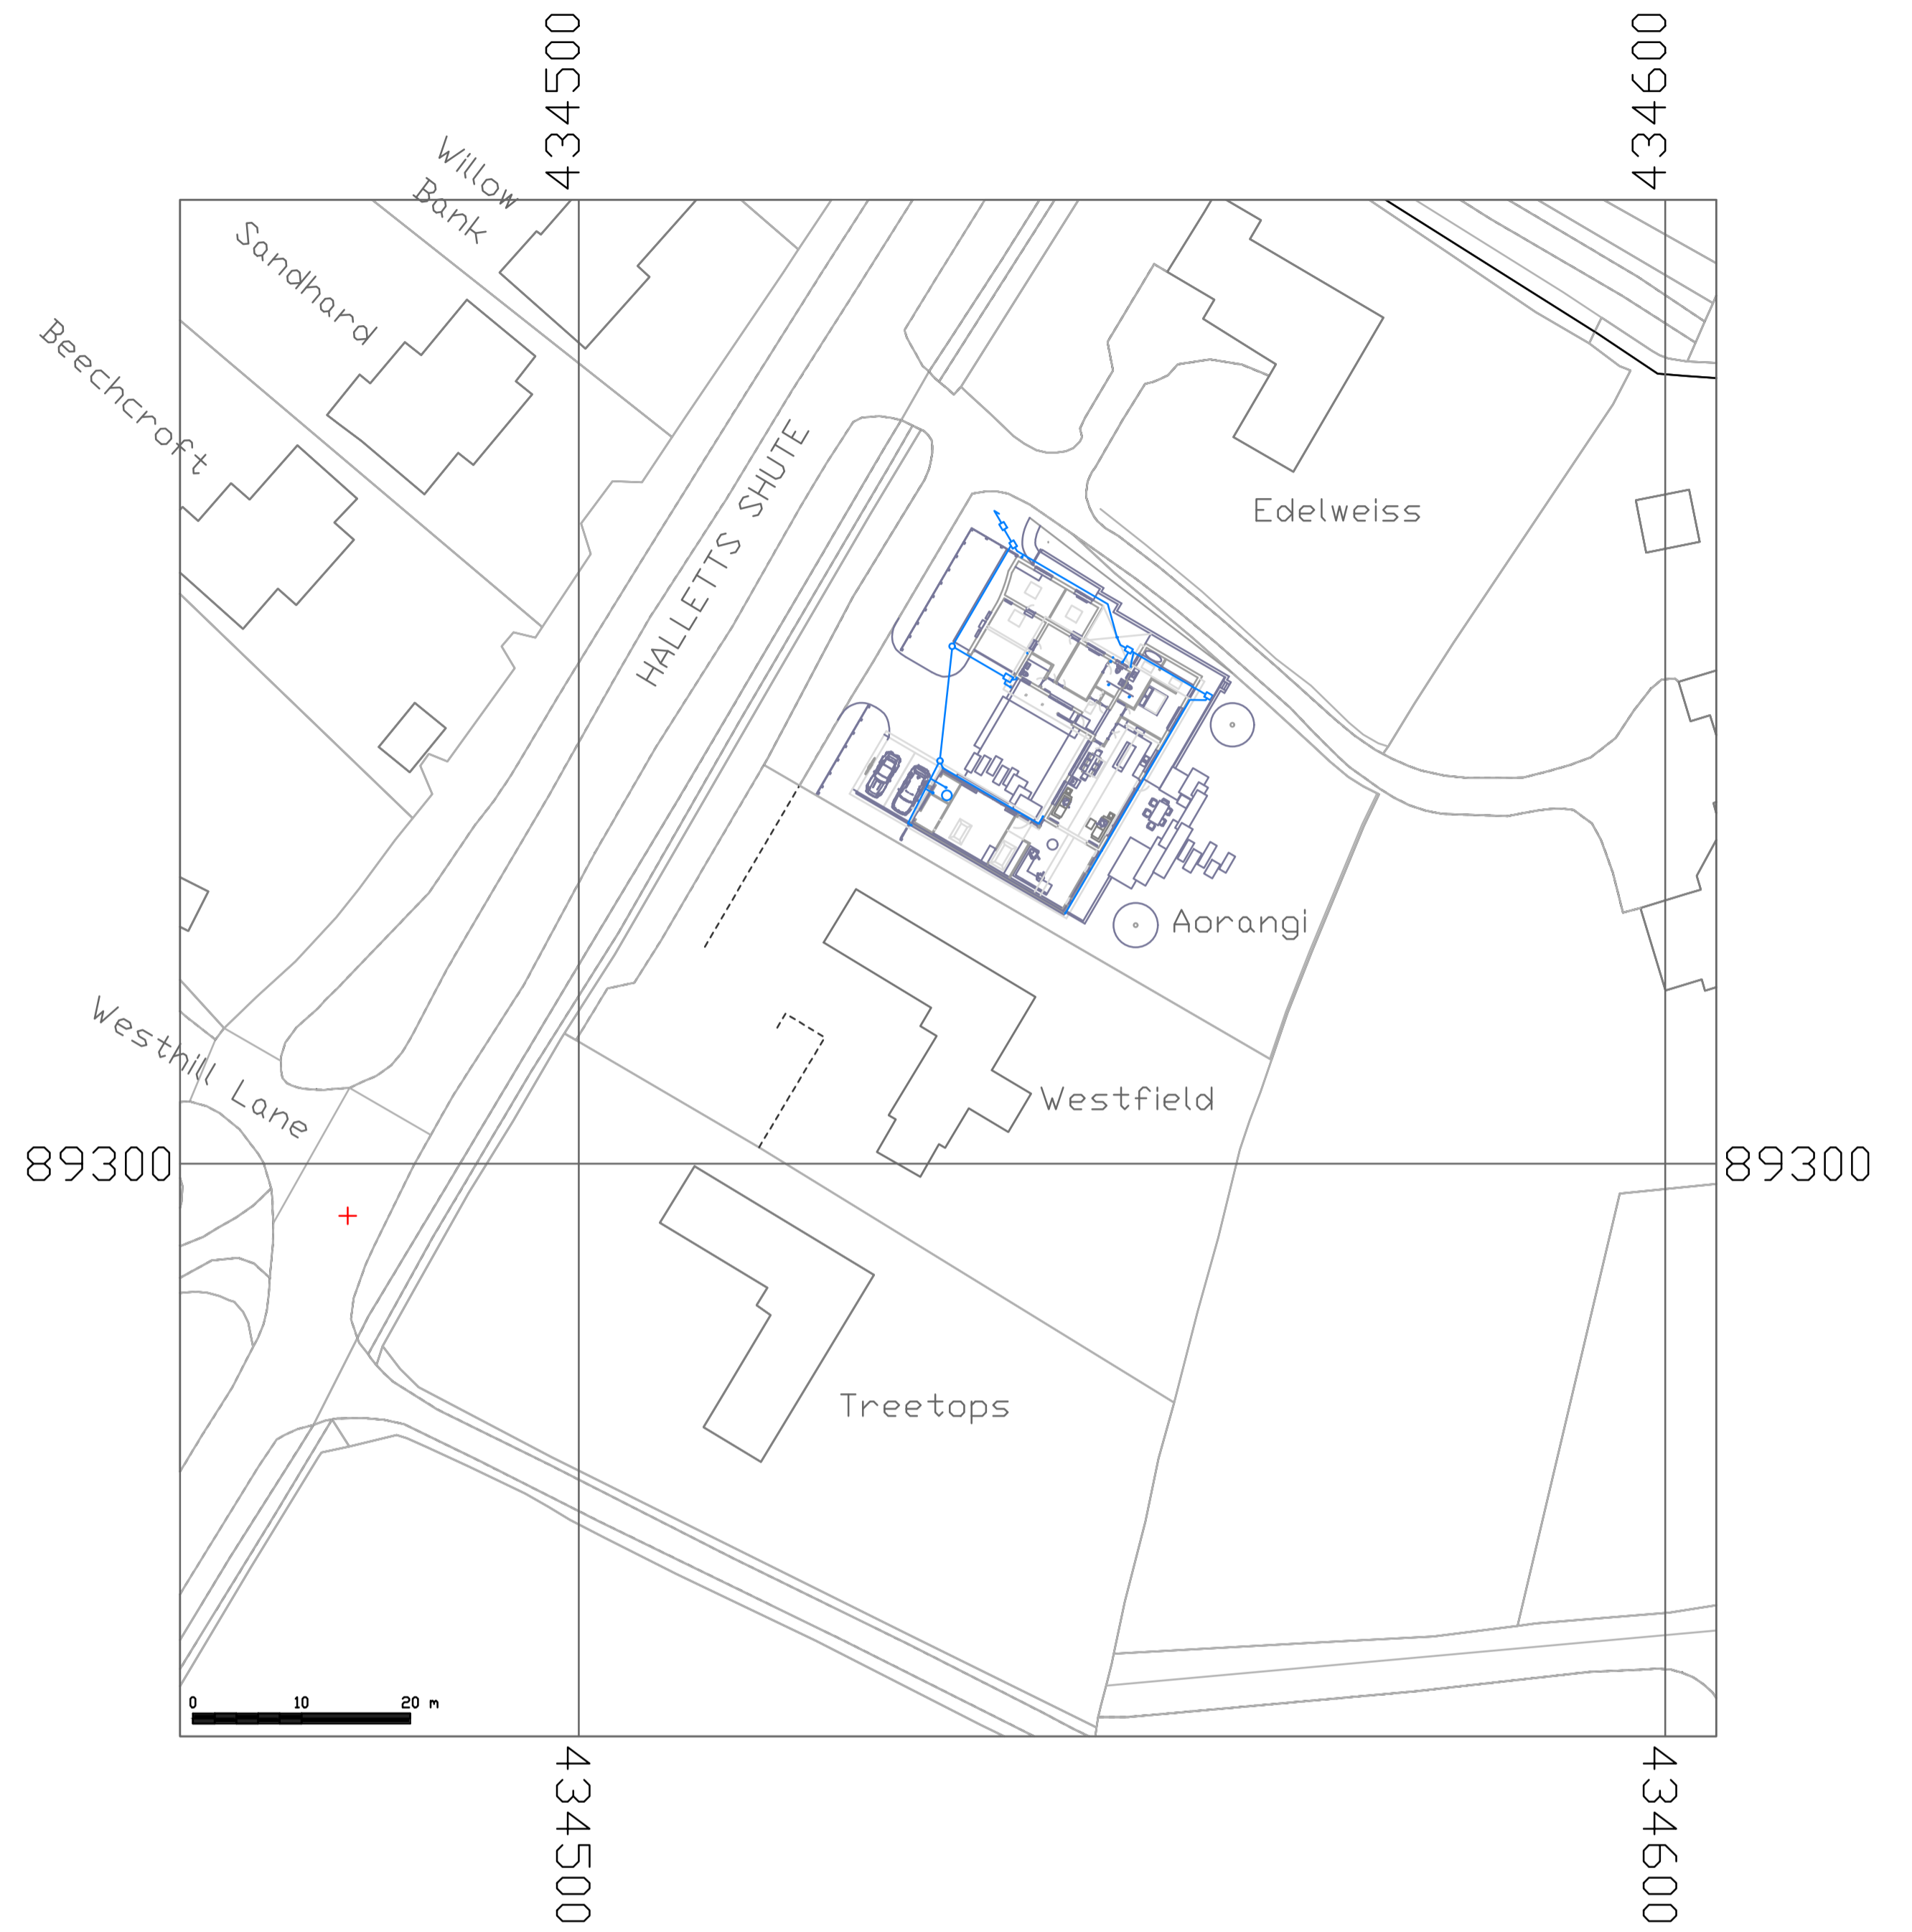 434500
434600
Willow
Bank
Sandhard
Beechcroft
HALLETTS SHUTE
Edelweiss
Aorangi
Westhill Lane
Westfield
89300
89300
Treetops
0 10 20 m
434500
434600